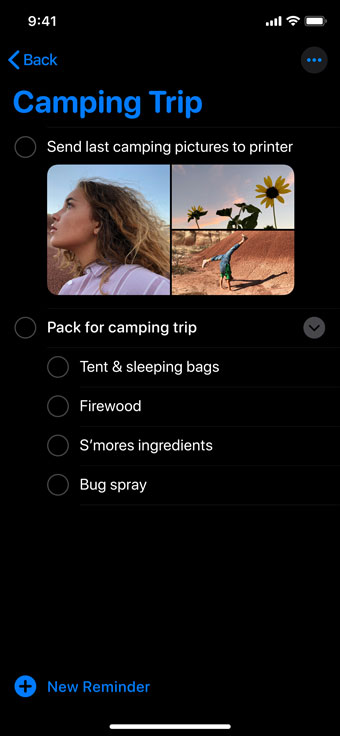 9:41
Back
Camping Trip
Send last camping pictures to printer
Pack for camping trip
Tent & sleeping bags
Firewood
S’mores ingredients
Bug spray
New Reminder